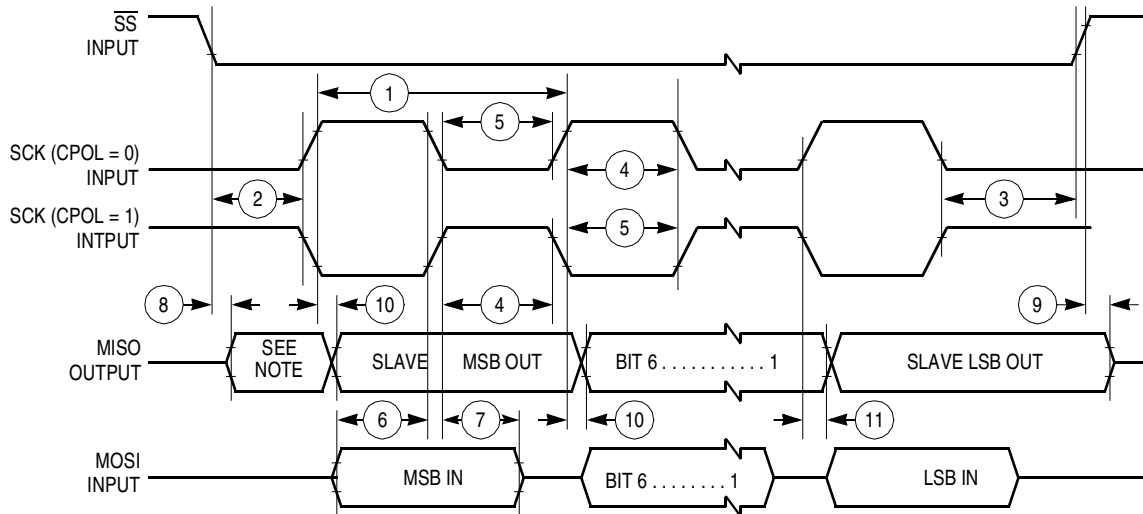 SS
INPUT
1
5
SCK (CPOL = 0)
INPUT
4
2
3
SCK (CPOL = 1)
INTPUT
5
8
10
4
9
MISO
OUTPUT
SEE
NOTE
SLAVE MSB OUT
BIT 6 . . . . . . . . . . . 1
SLAVE LSB OUT
6
7
10
11
MOSI
INPUT
MSB IN
BIT 6 . . . . . . . . 1
LSB IN